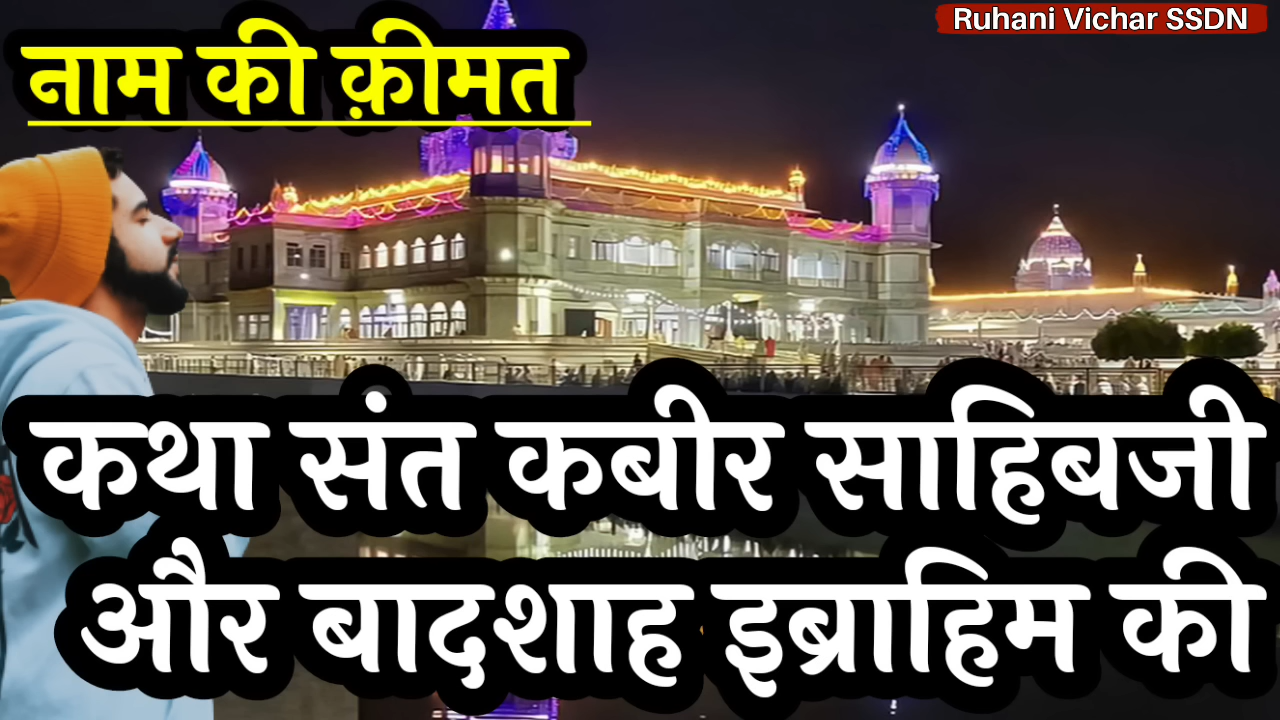 Ruhani Vichar SSDN
नाम की क़ीमत
कथा संत कबीर साहिबजी
और बादशाह इब्राहिम की